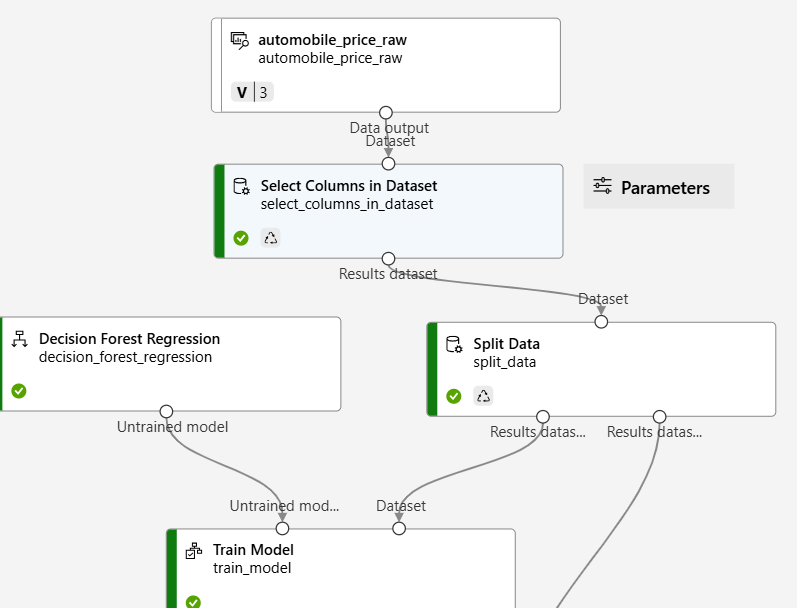 automobile_price_raw
automobile_price_raw
V | 3
Data output
Dataset
Select Columns in Dataset
select_columns_in_dataset
Parameters
Results dataset
Dataset
Decision Forest Regression
decision_forest_regression
Split Data
split_data
Untrained model
Results datas...
Results datas...
Untrained mod...
Dataset
Train Model
train_model